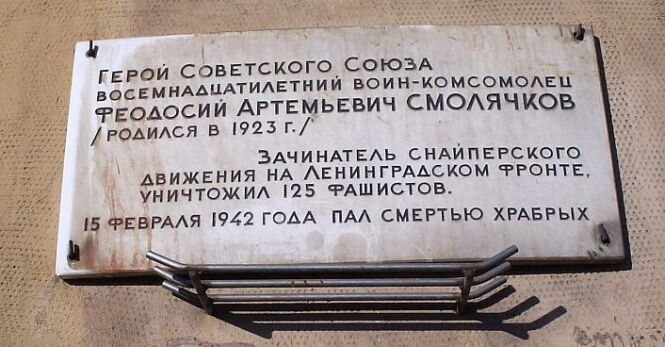 Герой Советского Союза
восемнадцатилетний воин-комсомолец
Феодосий Артемьевич СМОЛЯЧКОВ
/родился в 1923 г./
Зачинатель снайперского
движения на Ленинградском фронте,
уничтожил 125 фашистов.
15 февраля 1942 года пал смертью храбрых